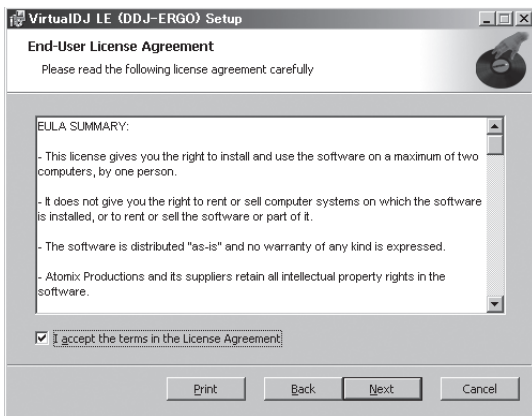 VirtualDJ LE (DDJ-ERGO) Setup
End-User License Agreement
Please read the following license agreement carefully
EULA SUMMARY:
- This license gives you the right to install and use the software on a maximum of two
computers, by one person.
- It does not give you the right to rent or sell computer systems on which the software
is installed, or to rent or sell the software or part of it.
- The software is distributed "as-is" and no warranty of any kind is expressed.
- Atomix Productions and its suppliers retain all intellectual property rights in the
software.
I accept the terms in the License Agreement
Print Back Next Cancel